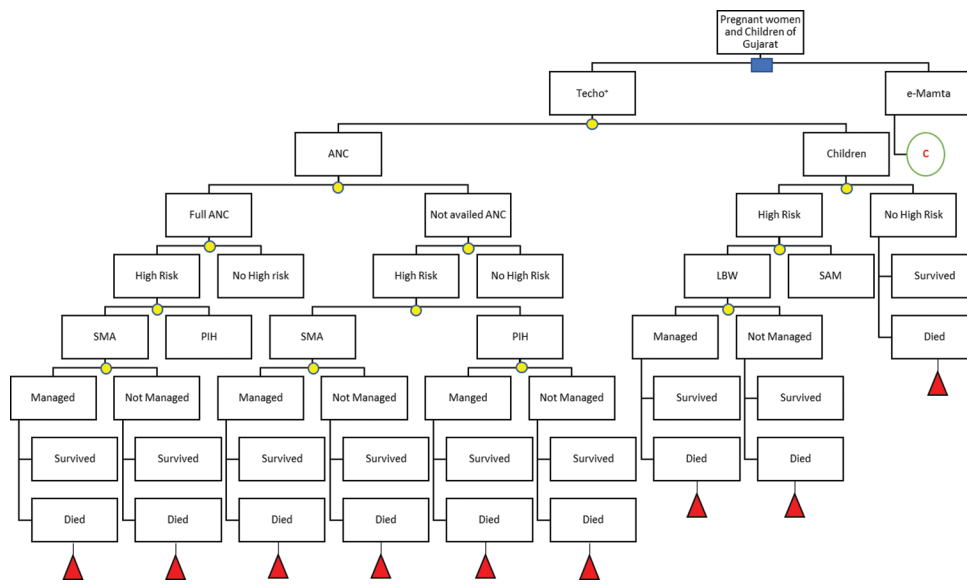 Pregnant women
and Children of
Gujarat
Techo+
e-Mamta
ANC
Children
C
Full ANC
Not availed ANC
High Risk
No High Risk
High Risk
No High risk
High Risk
No High Risk
LBW
SAM
Survived
SMA
PIH
SMA
PIH
Managed
Not Managed
Died
Managed
Not Managed
Managed
Not Managed
Manged
Not Managed
Survived
Survived
Survived
Survived
Survived
Survived
Survived
Survived
Died
Died
Died
Died
Died
Died
Died
Died